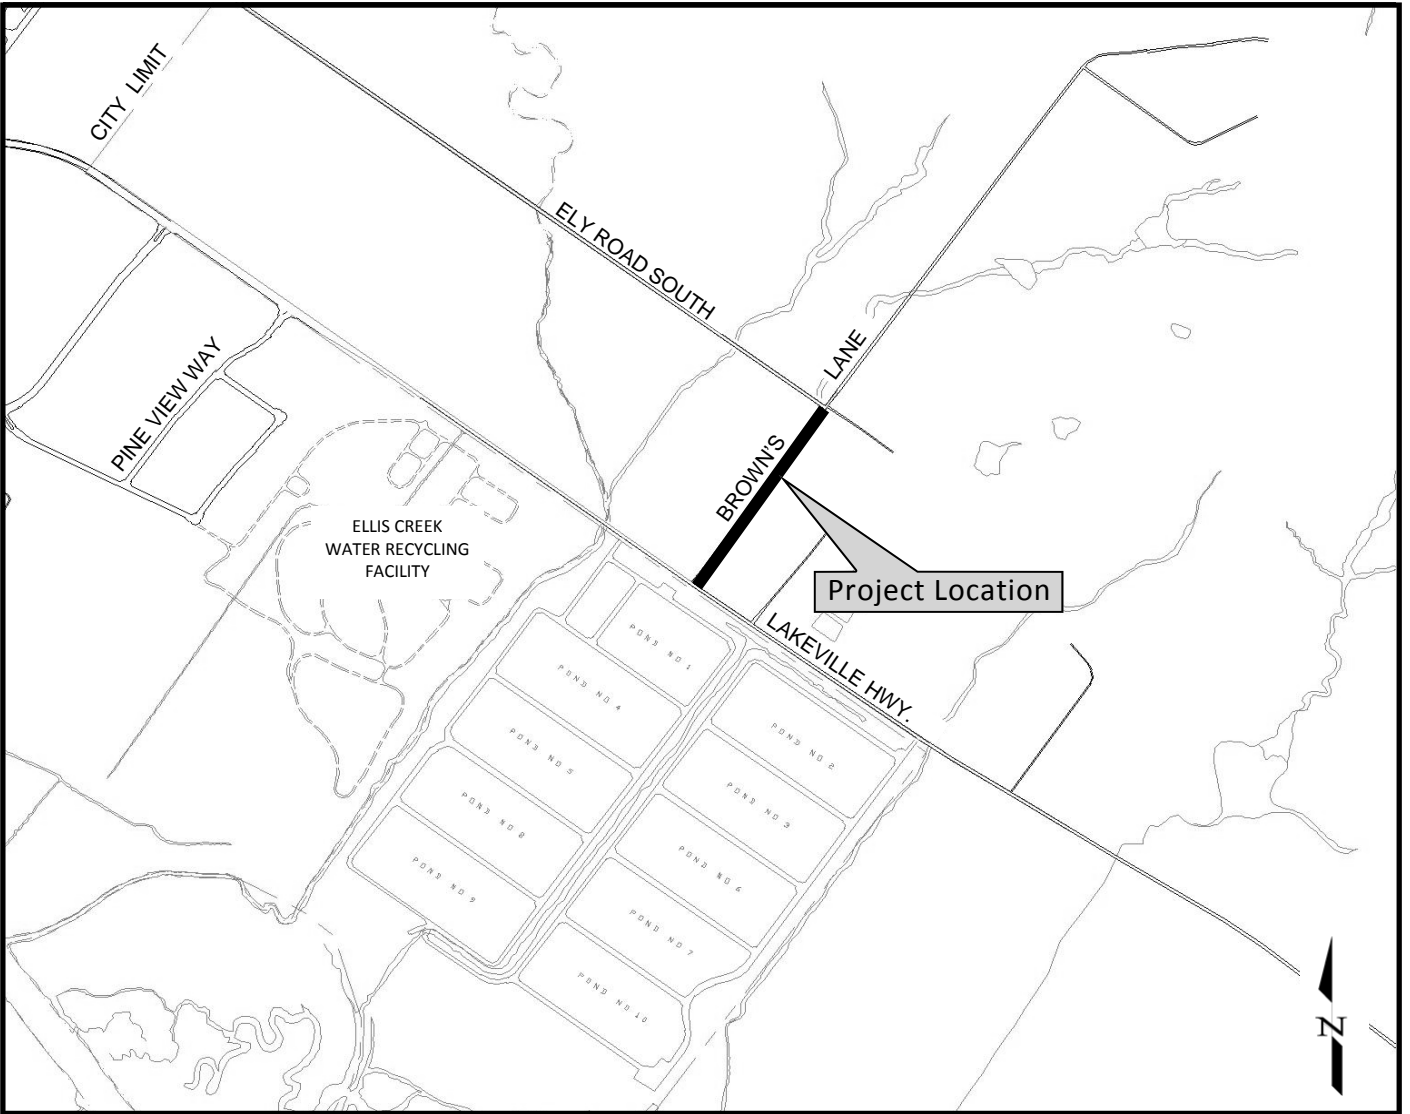 CITY LIMIT
ELY ROAD SOUTH
LANE
PINE VIEW WAY
BROWN'S
ELLIS CREEK
WATER RECYCLING
FACILITY
Project Location
LAKEVILLE HWY.
POND NO 1
POND NO 4
POND NO 2
POND NO 5
POND NO 3
POND NO 8
POND NO 6
POND NO 9
POND NO 7
POND NO 10
N